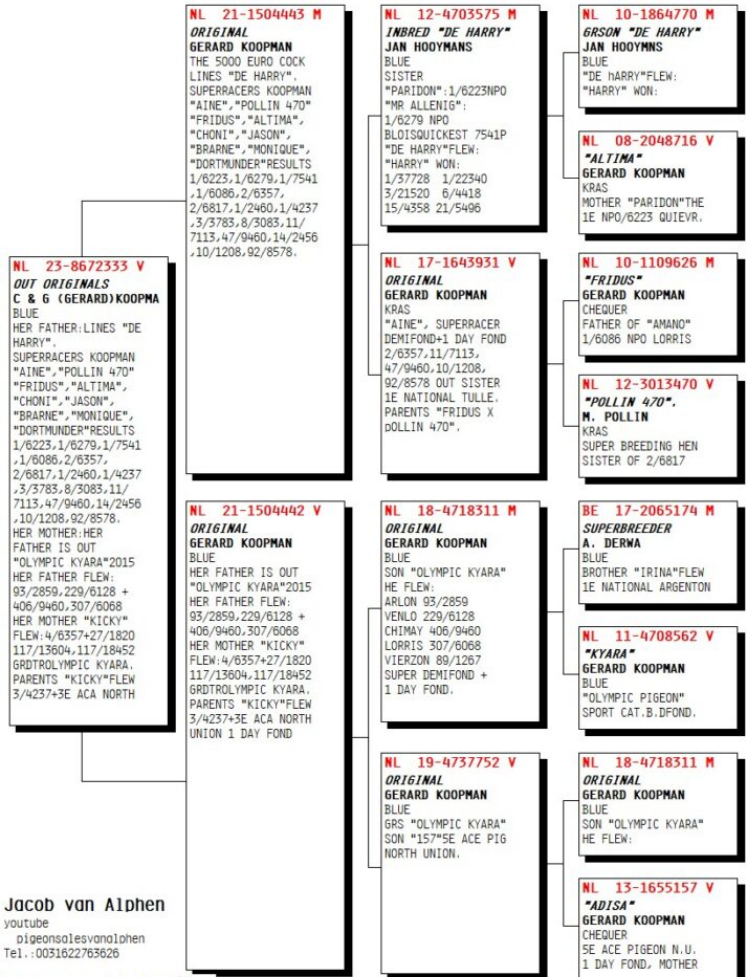 NL 23-8672333 V
OUT ORIGINALS
C & G (GERARD)KOOPMA
BLUE
HER FATHER:LINES "DE
HARRY".
SUPERRACERS KOOPMAN
"AINE","POLLIN 470"
"FRIDUS","ALTIMA",
"CHONI","JASON",
"BRARNE","MONIQUE",
"DORTMUNDER"RESULTS
1/6223,1/6279,1/7541
,1/6086,2/6357,
2/6817,1/2460,1/4237
,3/3783,8/3083,11/
7113,47/9460,14/2456
,10/1208,92/8578.
HER MOTHER:HER
FATHER IS OUT
"OLYMPIC KYARA"2015
HER FATHER FLEW:
93/2859,229/6128 +
406/9460,307/6068
HER MOTHER "KICKY"
FLEW:4/6357+27/1820
117/13604,117/18452
GRDTROLYMPIC KYARA.
PARENTS "KICKY"FLEW
3/4237+3E ACA NORTH
NL 21-1504443 M
ORIGINAL
GERARD KOOPMAN
THE 5000 EURO COCK
LINES "DE HARRY".
SUPERRACERS KOOPMAN
"AINE","POLLIN 470"
"FRIDUS","ALTIMA",
"CHONI","JASON",
"BRARNE","MONIQUE",
"DORTMUNDER"RESULTS
1/6223,1/6279,1/7541
,1/6086,2/6357,
2/6817,1/2460,1/4237
,3/3783,8/3083,11/
7113,47/9460,14/2456
,10/1208,92/8578.
NL 21-1504442 V
ORIGINAL
GERARD KOOPMAN
BLUE
HER FATHER IS OUT
"OLYMPIC KYARA"2015
HER FATHER FLEW:
93/2859,229/6128 +
406/9460,307/6068
HER MOTHER "KICKY"
FLEW:4/6357+27/1820
117/13604,117/18452
GRDTROLYMPIC KYARA.
PARENTS "KICKY"FLEW
3/4237+3E ACA NORTH
UNION 1 DAY FOND
NL 12-4703575 M
INBRED "DE HARRY"
JAN HOOYMANS
BLUE
SISTER
"PARIDON":1/6223NPO
"MR ALLENIG":
1/6279 NPO
BLOISQUICKEST 7541P
"DE HARRY"FLEW:
"HARRY" WON:
1/37728 1/22340
3/21520 6/4418
15/4358 21/5496
NL 17-1643931 V
ORIGINAL
GERARD KOOPMAN
KRAS
"AINE", SUPERRACER
DEMIFOND+1 DAY FOND
2/6357,11/7113,
47/9460,10/1208,
92/8578 OUT SISTER
1E NATIONAL TULLE.
PARENTS "FRIDUS X
pOLLIN 470".
NL 18-4718311 M
ORIGINAL
GERARD KOOPMAN
BLUE
SON "OLYMPIC KYARA"
HE FLEW:
ARLON 93/2859
VENLO 229/6128
CHIMAY 406/9460
LORRIS 307/6068
VIERZON 89/1267
SUPER DEMIFOND +
1 DAY FOND.
NL 19-4737752 V
ORIGINAL
GERARD KOOPMAN
BLUE
GRS "OLYMPIC KYARA"
SON "157"5E ACE PIG
NORTH UNION.
NL 10-1864770 M
GRSON "DE HARRY"
JAN HOOYMNS
BLUE
"DE hARRY"FLEW:
"HARRY" WON:
NL 08-2048716 V
"ALTIMA"
GERARD KOOPMAN
KRAS
MOTHER "PARIDON"THE
1E NPO/6223 QUIEVR.
NL 10-1109626 M
"FRIDUS"
GERARD KOOPMAN
CHEQUER
FATHER OF "AMANO"
1/6086 NPO LORRIS
NL 12-3013470 V
"POLLIN 470".
M. POLLIN
KRAS
SUPER BREEDING HEN
SISTER OF 2/6817
BE 17-2065174 M
SUPERBREEDER
A. DERWA
BLUE
BROTHER "IRINA"FLEW
1E NATIONAL ARGENTON
NL 11-4708562 V
"KYARA"
GERARD KOOPMAN
BLUE
"OLYMPIC PIGEON"
SPORT CAT.B.DFOND.
NL 18-4718311 M
ORIGINAL
GERARD KOOPMAN
BLUE
SON "OLYMPIC KYARA"
HE FLEW:
NL 13-1655157 V
"ADISA"
GERARD KOOPMAN
CHEQUER
5E ACE PIGEON N.U.
1 DAY FOND, MOTHER
Jacob van Alphen
youtube
pigeonsalesvanalphen
Tel.:0031622763626